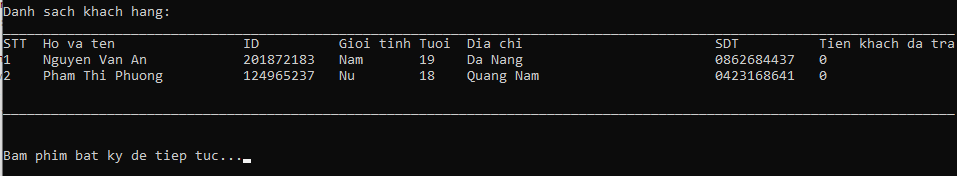 Danh sach khach hang:
STT Ho va ten ID Gioi tinh Tuoi Dia chi SDT Tien khach da tra
1 Nguyen Van An 201872183 Nam 19 Da Nang 0862684437 0
2 Pham Thi Phuong 124965237 Nu 18 Quang Nam 0423168641 0
Bam phim bat ky de tiep tuc...